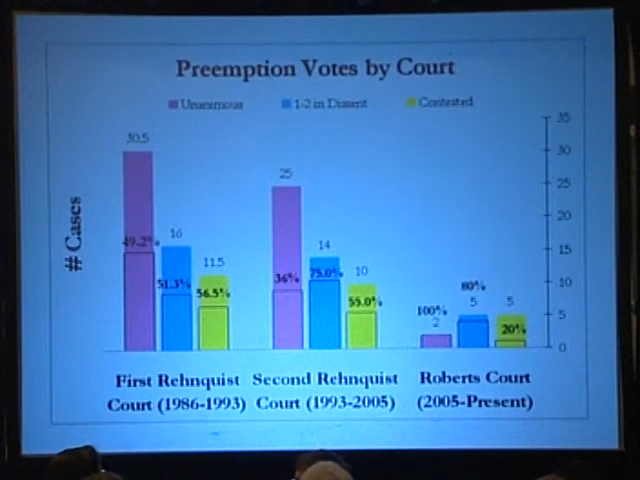 Preemption Votes by Court
Unanimous 1-2 in Dissent Contested
35
30
25
20
15
10
5
0
# Cases
30.5
49.2%
16
51.3%
11.5
56.5%
25
36%
14
75.0%
10
55.0%
100%
2
80%
5
5
20%
First Rehnquist
Court (1986-1993)
Second Rehnquist
Court (1993-2005)
Roberts Court
(2005-Present)